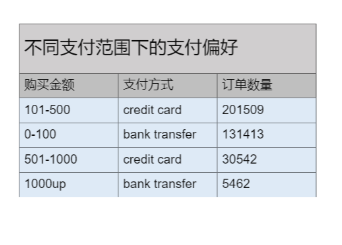 不同支付范围下的支付偏好
购买金额 支付方式 订单数量
101-500 credit card 201509
0-100 bank transfer 131413
501-1000 credit card 30542
1000up bank transfer 5462